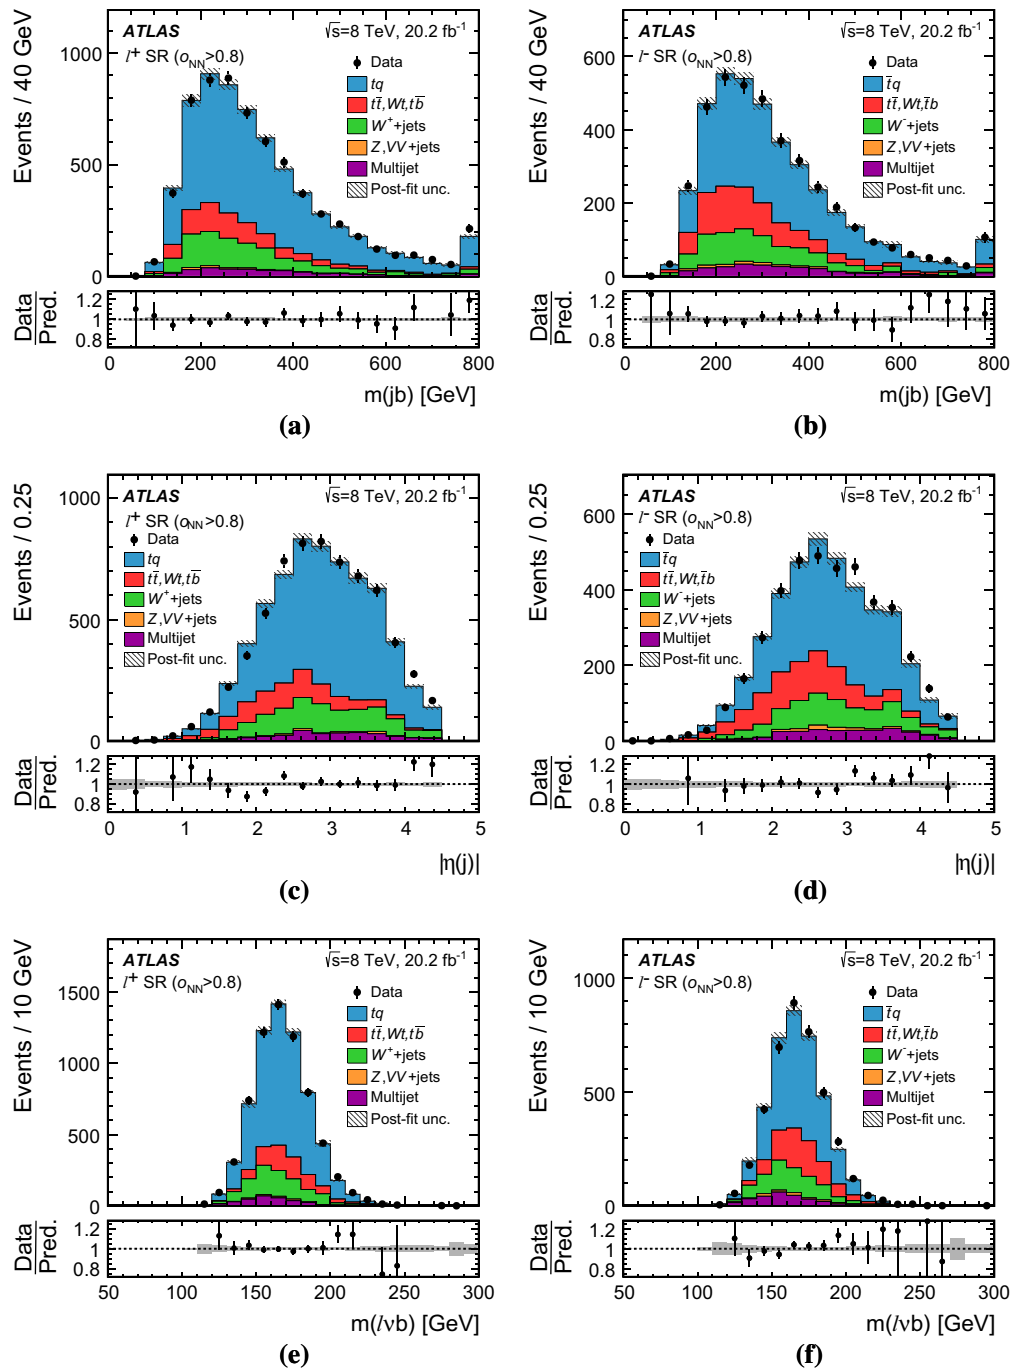 ATLAS
√s=8 TeV, 20.2 fb⁻¹
l⁺ SR (o_NN>0.8)
Data
tq
tt̄,Wt,tb̄
W⁺+jets
Z,VV+jets
Multijet
Post-fit unc.
Events / 40 GeV
1000
500
0
Data
Pred.
1.2
1
0.8
0 200 400 600 800
m(jb) [GeV]
(a)
ATLAS
√s=8 TeV, 20.2 fb⁻¹
l⁻ SR (o_NN>0.8)
Data
t̄q
tt̄,Wt,t̄b
W⁻+jets
Z,VV+jets
Multijet
Post-fit unc.
Events / 40 GeV
600
400
200
0
Data
Pred.
1.2
1
0.8
0 200 400 600 800
m(jb) [GeV]
(b)
ATLAS
√s=8 TeV, 20.2 fb⁻¹
l⁺ SR (o_NN>0.8)
Data
tq
tt̄,Wt,tb̄
W⁺+jets
Z,VV+jets
Multijet
Post-fit unc.
Events / 0.25
1000
500
0
Data
Pred.
1.2
1
0.8
0 1 2 3 4 5
|η(j)|
(c)
ATLAS
√s=8 TeV, 20.2 fb⁻¹
l⁻ SR (o_NN>0.8)
Data
t̄q
tt̄,Wt,t̄b
W⁻+jets
Z,VV+jets
Multijet
Post-fit unc.
Events / 0.25
600
400
200
0
Data
Pred.
1.2
1
0.8
0 1 2 3 4 5
|η(j)|
(d)
ATLAS
√s=8 TeV, 20.2 fb⁻¹
l⁺ SR (o_NN>0.8)
Data
tq
tt̄,Wt,tb̄
W⁺+jets
Z,VV+jets
Multijet
Post-fit unc.
Events / 10 GeV
1500
1000
500
0
Data
Pred.
1.2
1
0.8
50 100 150 200 250 300
m(lνb) [GeV]
(e)
ATLAS
√s=8 TeV, 20.2 fb⁻¹
l⁻ SR (o_NN>0.8)
Data
t̄q
tt̄,Wt,t̄b
W⁻+jets
Z,VV+jets
Multijet
Post-fit unc.
Events / 10 GeV
1000
500
0
Data
Pred.
1.2
1
0.8
50 100 150 200 250 300
m(lνb) [GeV]
(f)